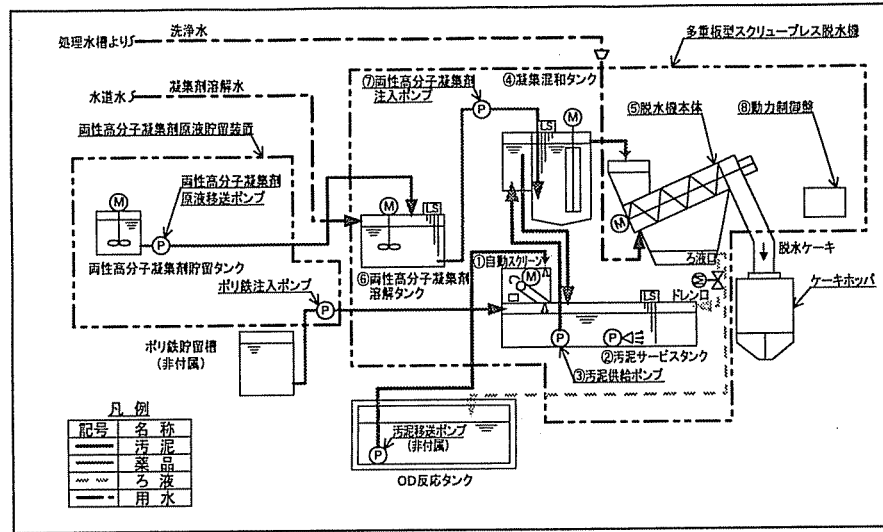 洗浄水
処理水槽より
多重板型スクリュープレス脱水機
凝集剤溶解水
水道水
⑦両性高分子凝集剤
注入ポンプ
④凝集混和タンク
⑤脱水機本体
⑧動力制御盤
両性高分子凝集剤原液貯留装置
両性高分子凝集剤
原液移送ポンプ
P
LS
M
M
LS
M
P
M
両性高分子凝集剤貯留タンク
①自動スクリーン
M
ろ液口
脱水ケーキ
⑥両性高分子凝集剤
溶解タンク
M
ドレン口
ケーキホッパ
ポリ鉄注入ポンプ
P
LS
P
P
②汚泥サービスタンク
③汚泥供給ポンプ
ポリ鉄貯留槽
(非付属)
汚泥移送ポンプ
(非付属)
P
OD反応タンク
凡例
記号 名称
汚泥
薬品
ろ液
用水